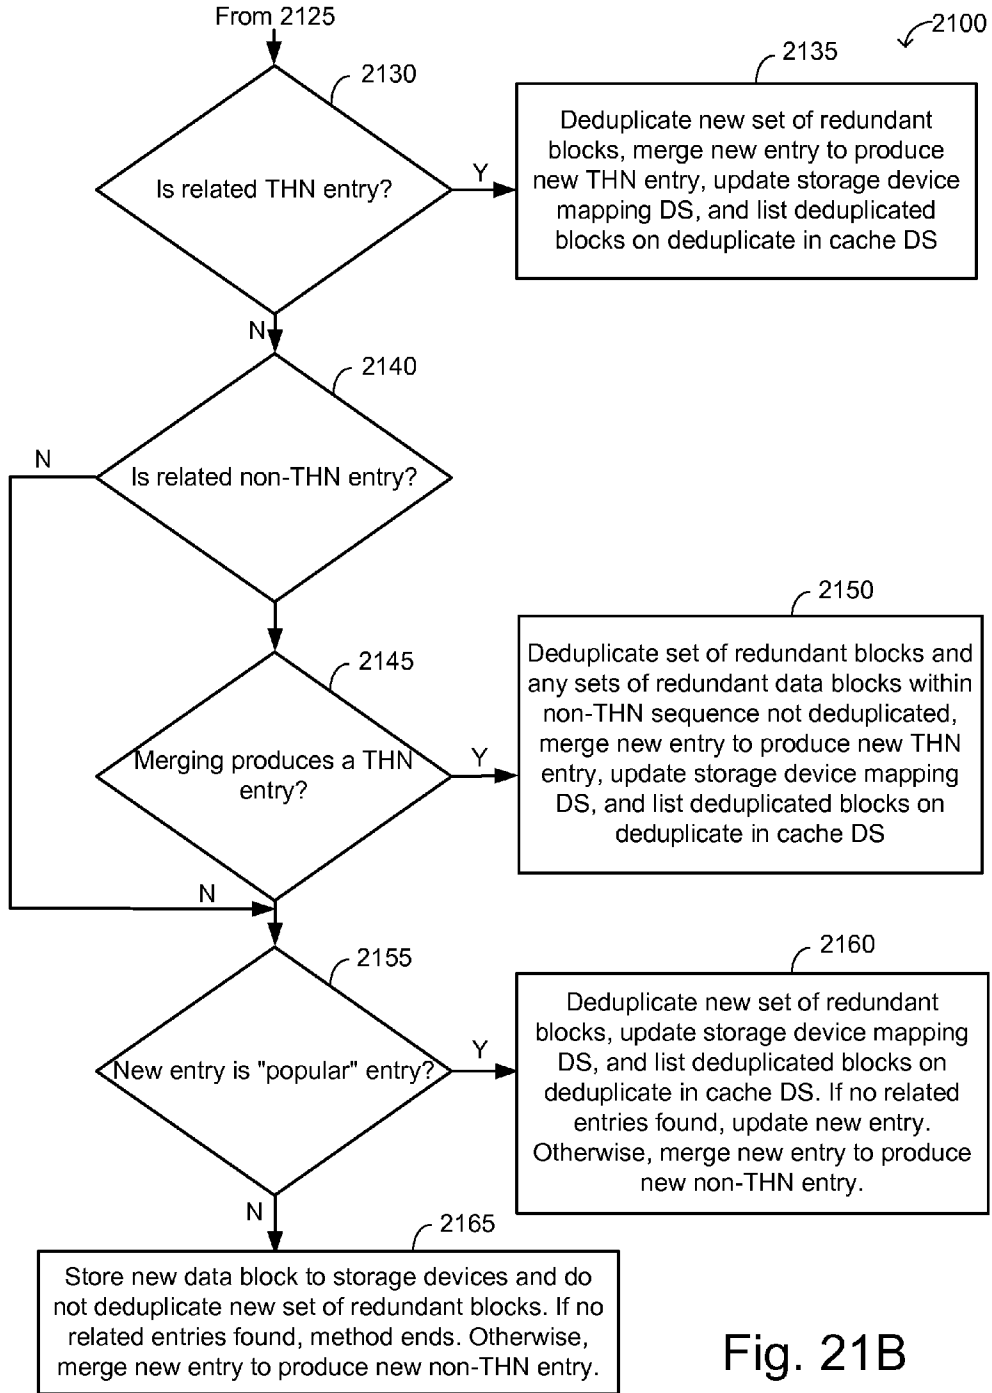 From 2125
2100
2130
2135
Is related THN entry?
Y
Deduplicate new set of redundant
blocks, merge new entry to produce
new THN entry, update storage device
mapping DS, and list deduplicated
blocks on deduplicate in cache DS
N
2140
N
Is related non-THN entry?
2145
2150
Merging produces a THN
entry?
Y
Deduplicate set of redundant blocks and
any sets of redundant data blocks within
non-THN sequence not deduplicated,
merge new entry to produce new THN
entry, update storage device mapping
DS, and list deduplicated blocks on
deduplicate in cache DS
N
2155
2160
New entry is "popular" entry?
Y
Deduplicate new set of redundant
blocks, update storage device mapping
DS, and list deduplicated blocks on
deduplicate in cache DS. If no related
entries found, update new entry.
Otherwise, merge new entry to produce
new non-THN entry.
N
2165
Store new data block to storage devices and do
not deduplicate new set of redundant blocks. If no
related entries found, method ends. Otherwise,
merge new entry to produce new non-THN entry.
Fig. 21B